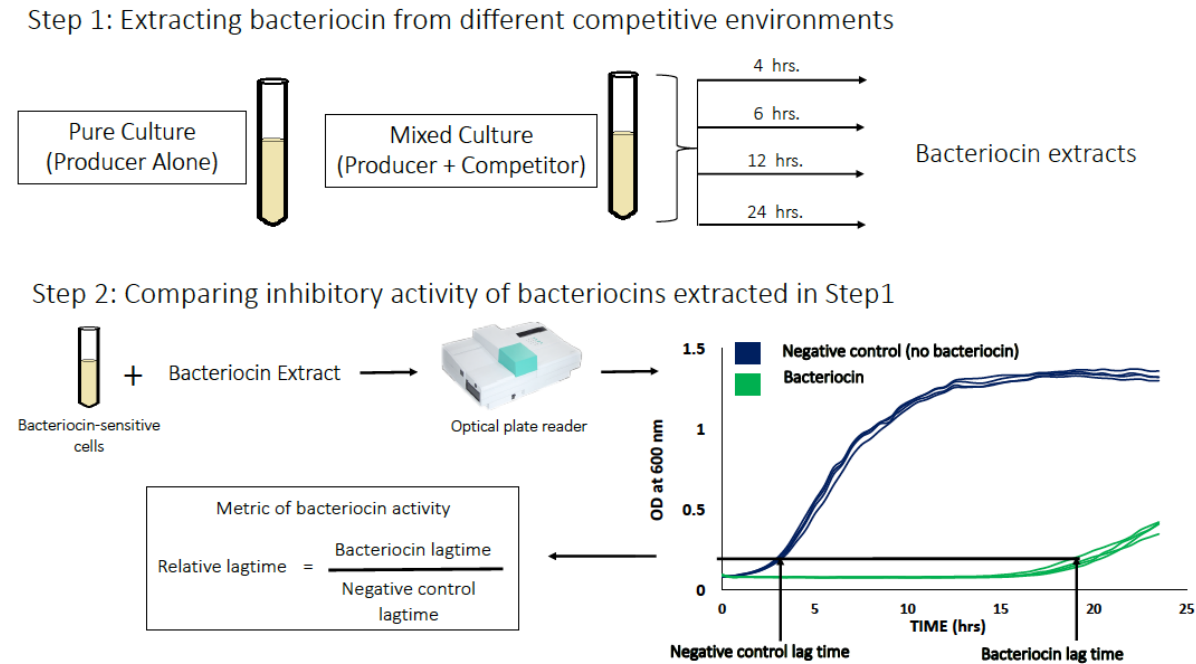 Step 1: Extracting bacteriocin from different competitive environments
Pure Culture
(Producer Alone)
Mixed Culture
(Producer + Competitor)
4 hrs.
6 hrs.
12 hrs.
24 hrs.
Bacteriocin extracts
Step 2: Comparing inhibitory activity of bacteriocins extracted in Step1
+
Bacteriocin Extract
Bacteriocin-sensitive
cells
Optical plate reader
Negative control (no bacteriocin)
Bacteriocin
OD at 600 nm
1.5
1
0.5
0
0
5
10
15
20
25
TIME (hrs)
Negative control lag time
Bacteriocin lag time
Metric of bacteriocin activity
Relative lagtime =
Bacteriocin lagtime
Negative control
lagtime